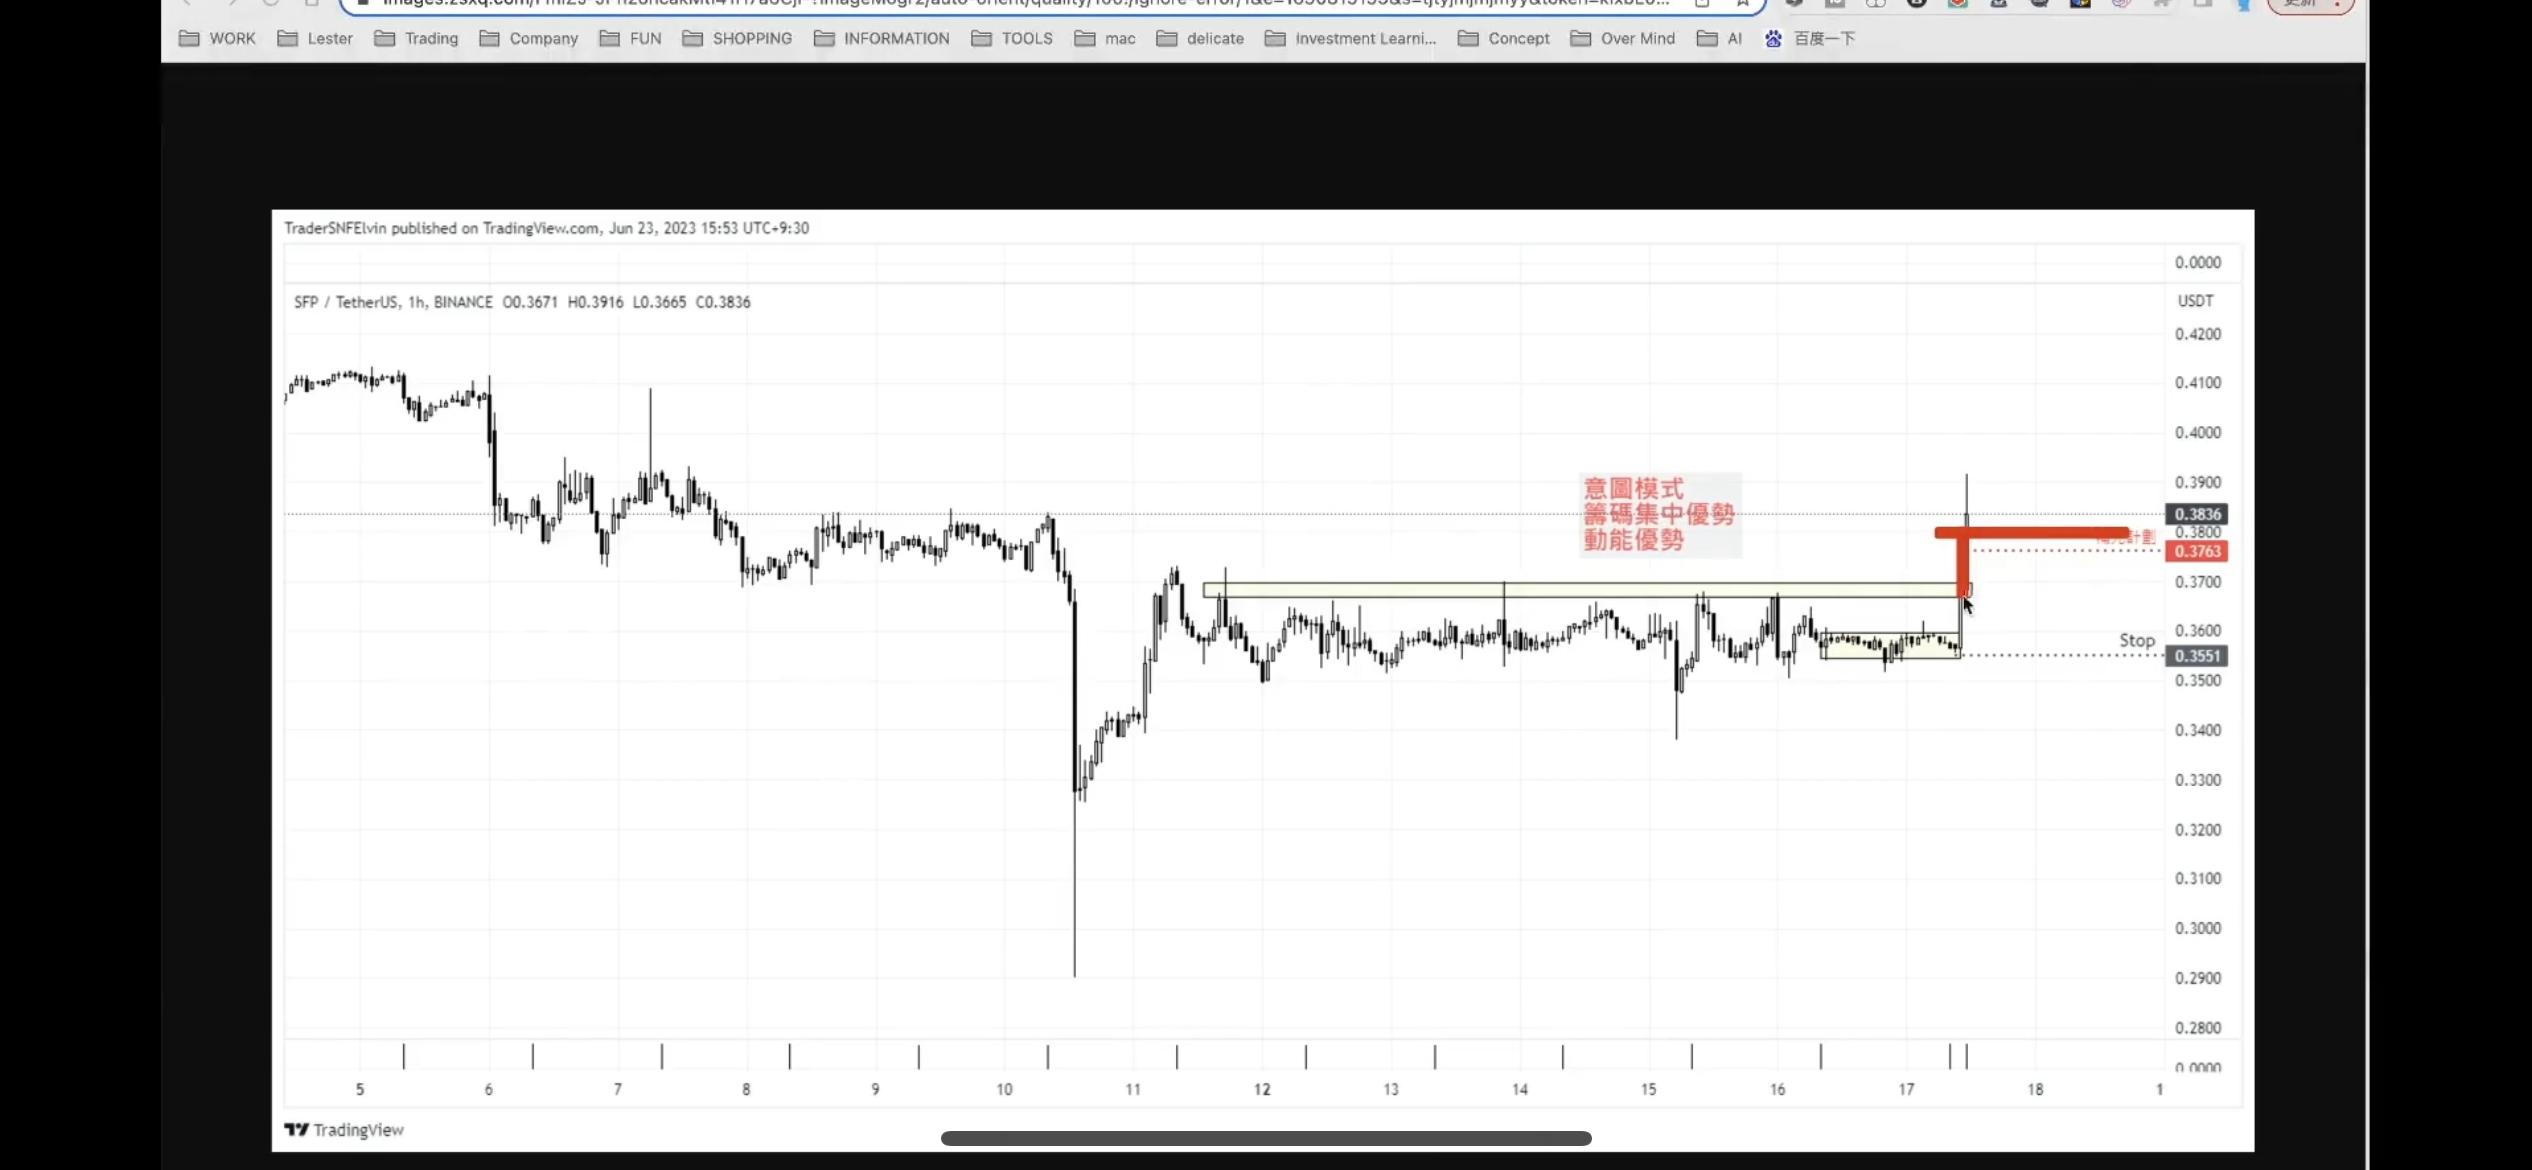 WORK Lester Trading Company FUN SHOPPING INFORMATION TOOLS mac delicate Investment Learni... Concept Over Mind AI 百度一下
TraderSNFElvin published on TradingView.com, Jun 23, 2023 15:53 UTC+9:30
0.0000
SFP / TetherUS, 1h, BINANCE O0.3671 H0.3916 L0.3665 C0.3836
USDT
0.4200
0.4100
0.4000
0.3900
意圖模式
籌碼集中優勢
動能優勢
0.3836
0.3800
0.3763
0.3700
0.3600
Stop
0.3551
0.3500
0.3400
0.3300
0.3200
0.3100
0.3000
0.2900
0.2800
0.0000
5 6 7 8 9 10 11 12 13 14 15 16 17 18 1
TradingView